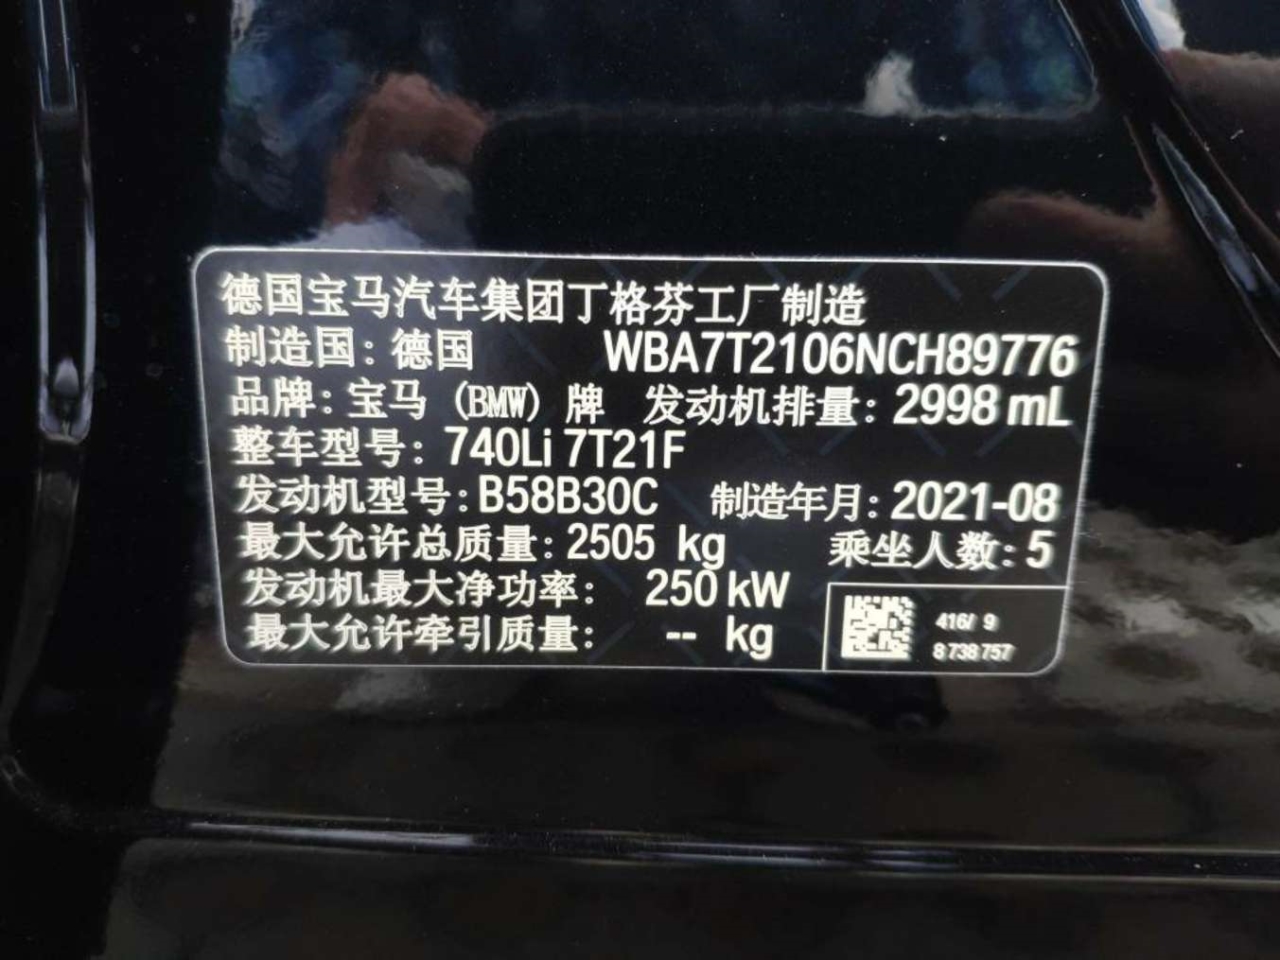 德国宝马汽车集团丁格芬工厂制造
制造国：德国 WBA7T2106NCH89776
品牌：宝马 (BMW) 牌 发动机排量：2998 mL
整车型号：740Li 7T21F
发动机型号：B58B30C 制造年月：2021-08
最大允许总质量：2505 kg 乘坐人数：5
发动机最大净功率： 250 kW
最大允许牵引质量： -- kg
416/ 9
8 738 757